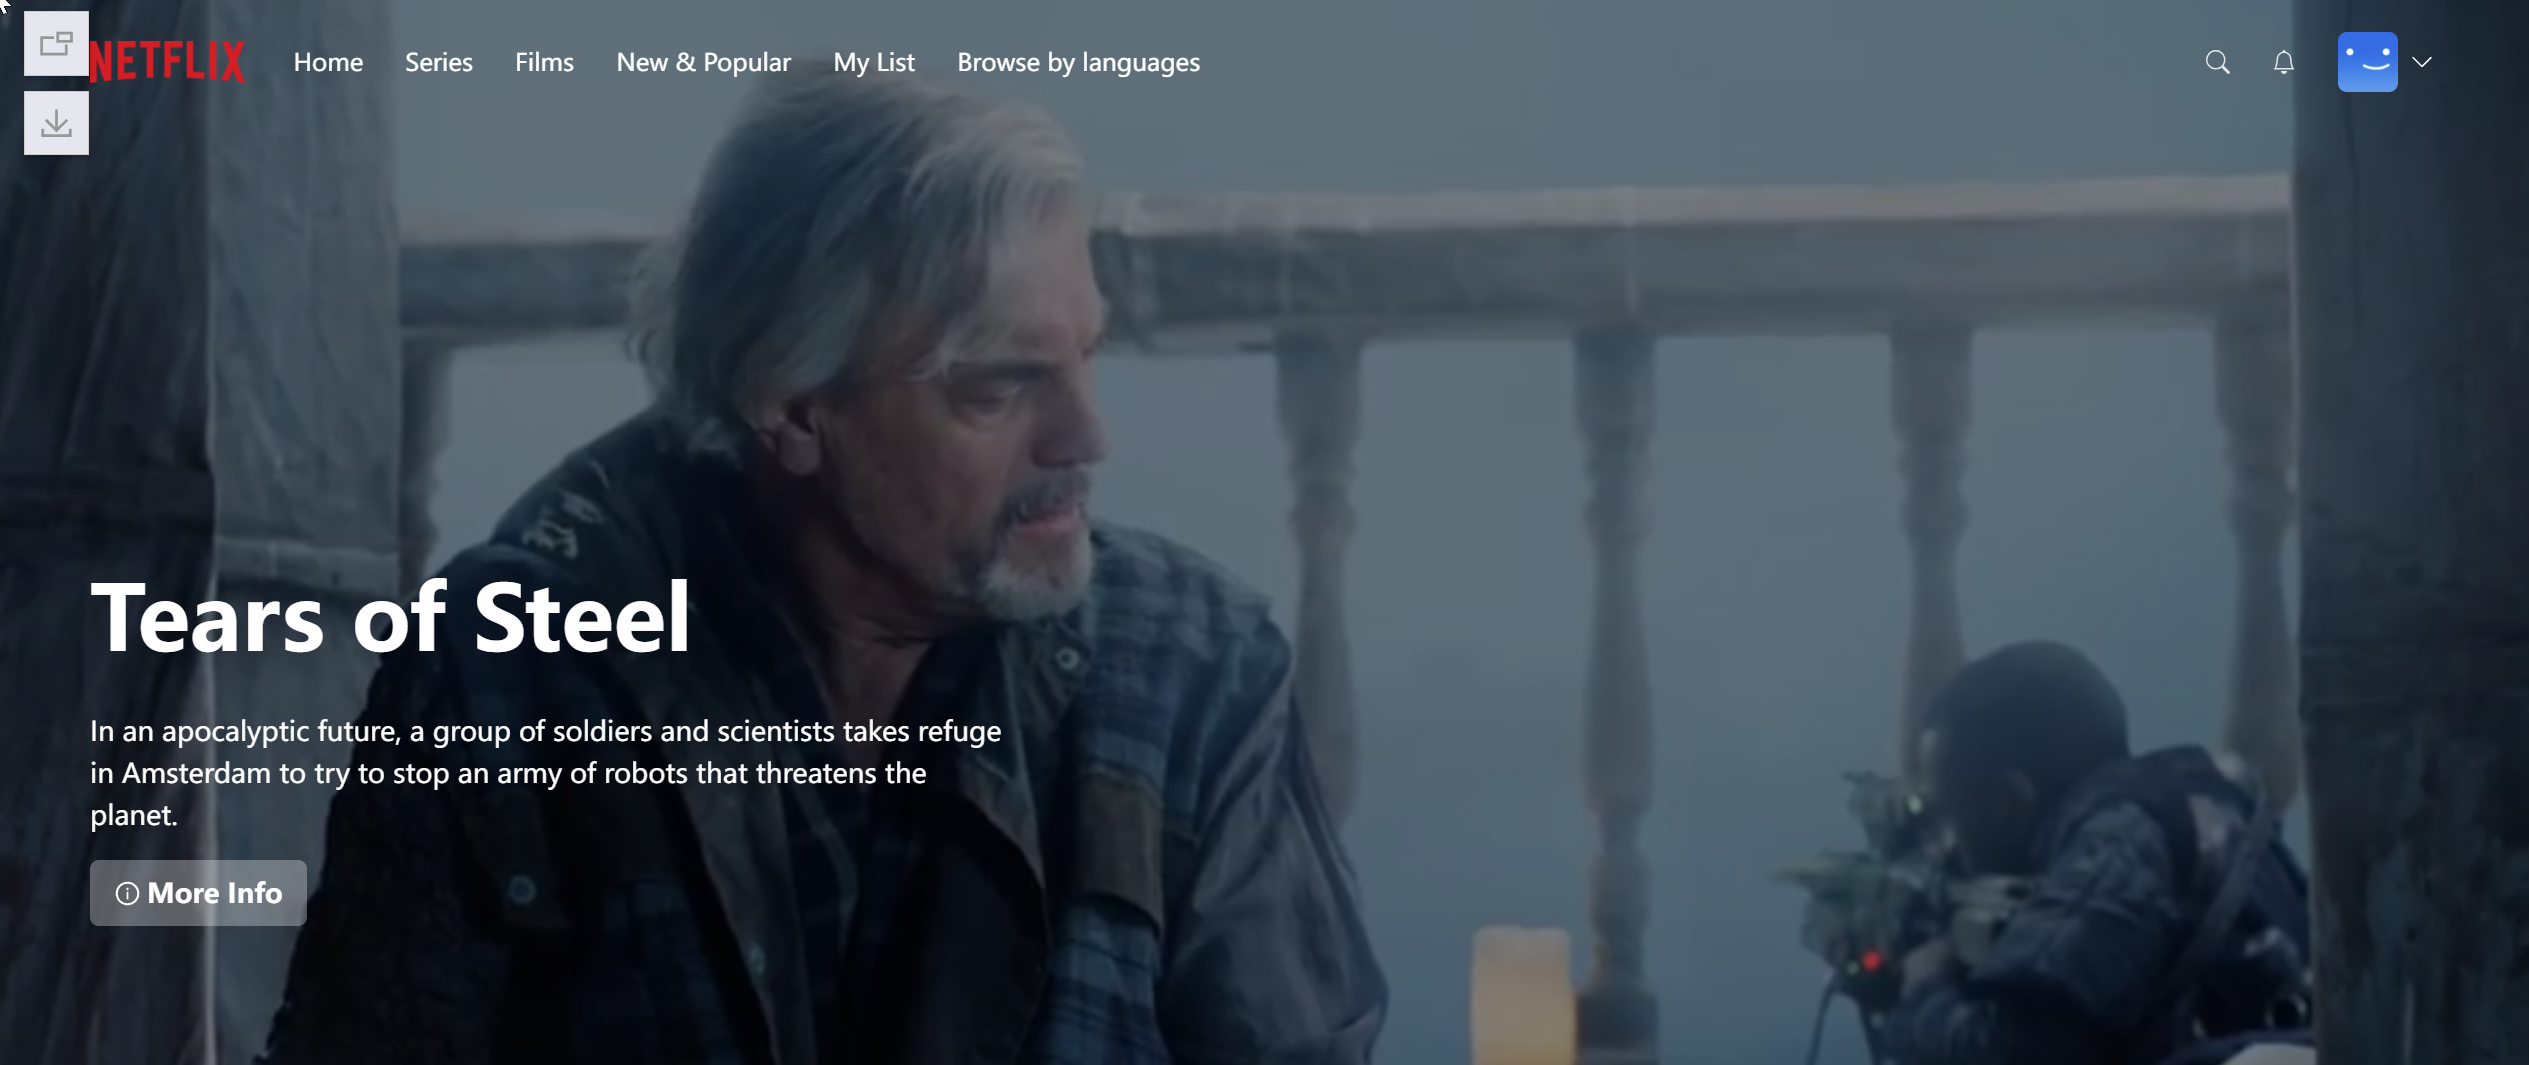 NETFLIX Home Series Films New & Popular My List Browse by languages
Tears of Steel
In an apocalyptic future, a group of soldiers and scientists takes refuge
in Amsterdam to try to stop an army of robots that threatens the
planet.
More Info